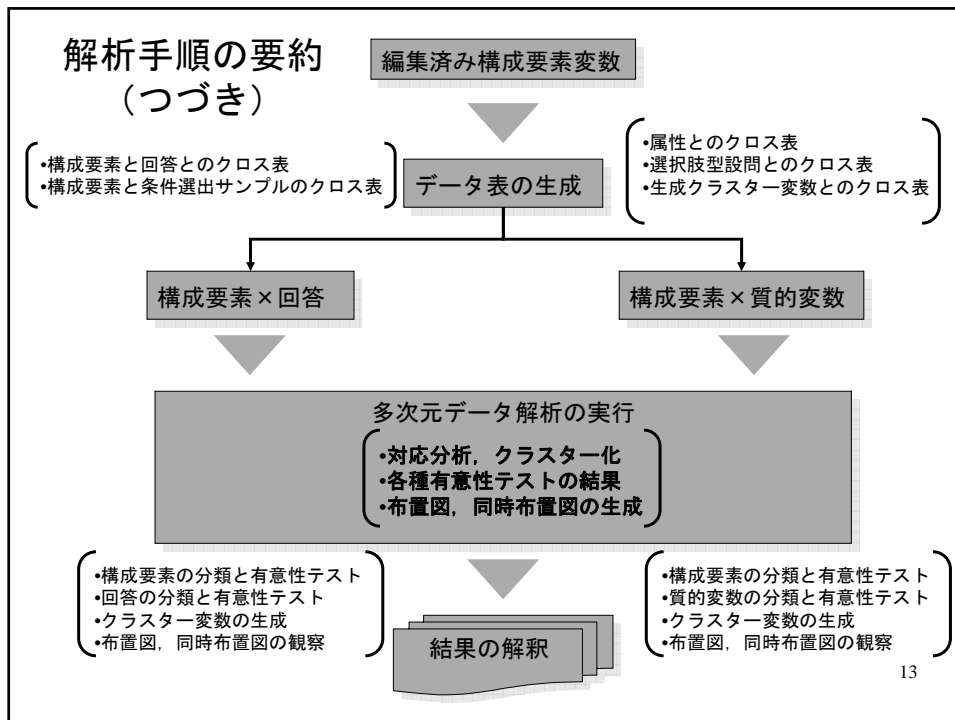 解析手順の要約
（つづき）
編集済み構成要素変数
•構成要素と回答とのクロス表
•構成要素と条件選出サンプルのクロス表
データ表の生成
•属性とのクロス表
•選択肢型設問とのクロス表
•生成クラスター変数とのクロス表
構成要素×回答
構成要素×質的変数
多次元データ解析の実行
•対応分析，クラスター化
•各種有意性テストの結果
•布置図，同時布置図の生成
•構成要素の分類と有意性テスト
•回答の分類と有意性テスト
•クラスター変数の生成
•布置図，同時布置図の観察
結果の解釈
•構成要素の分類と有意性テスト
•質的変数の分類と有意性テスト
•クラスター変数の生成
•布置図，同時布置図の観察
13